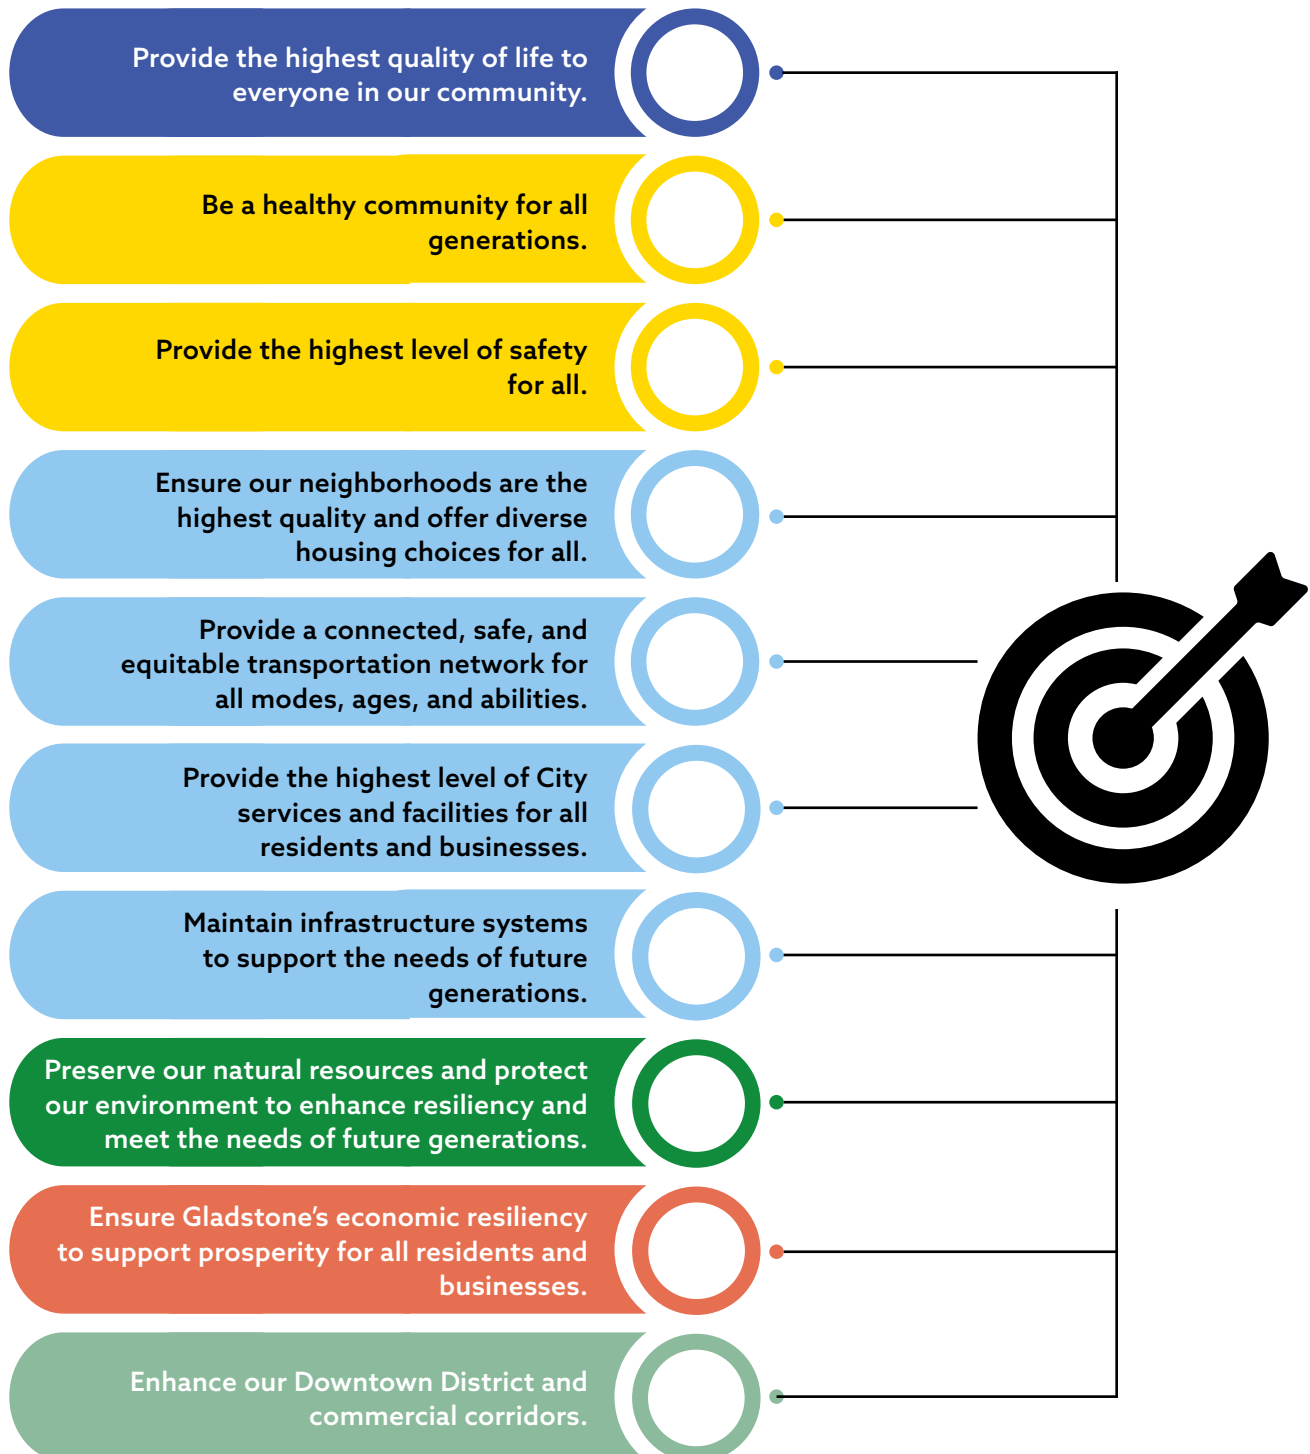 Provide the highest quality of life to
everyone in our community.
Be a healthy community for all
generations.
Provide the highest level of safety
for all.
Ensure our neighborhoods are the
highest quality and offer diverse
housing choices for all.
Provide a connected, safe, and
equitable transportation network for
all modes, ages, and abilities.
Provide the highest level of City
services and facilities for all
residents and businesses.
Maintain infrastructure systems
to support the needs of future
generations.
Preserve our natural resources and protect
our environment to enhance resiliency and
meet the needs of future generations.
Ensure Gladstone’s economic resiliency
to support prosperity for all residents and
businesses.
Enhance our Downtown District and
commercial corridors.